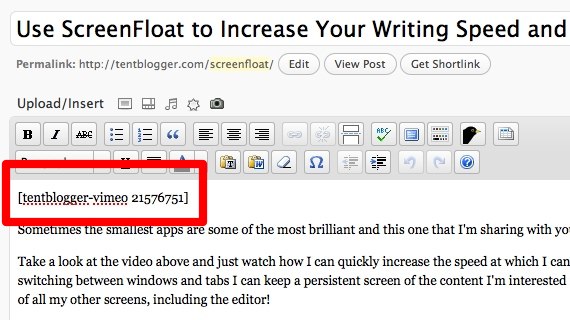 Use ScreenFloat to Increase Your Writing Speed and
Permalink: http://tentblogger.com/screenfloat/ Edit View Post Get Shortlink
Upload/Insert
B I ABC ABC
U T W Ω ?
[tentblogger-vimeo 21576751]
Sometimes the smallest apps are some of the most brilliant and this one that I'm sharing with
Take a look at the video above and just watch how I can quickly increase the speed at which I can
switching between windows and tabs I can keep a persistent screen of the content I'm interested
of all my other screens, including the editor!